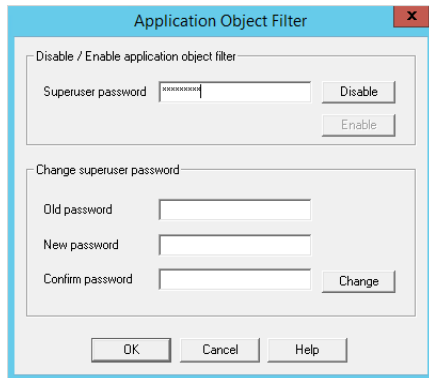 Application Object Filter
x
Disable / Enable application object filter
Superuser password ********* Disable
Enable
Change superuser password
Old password
New password
Confirm password Change
OK Cancel Help